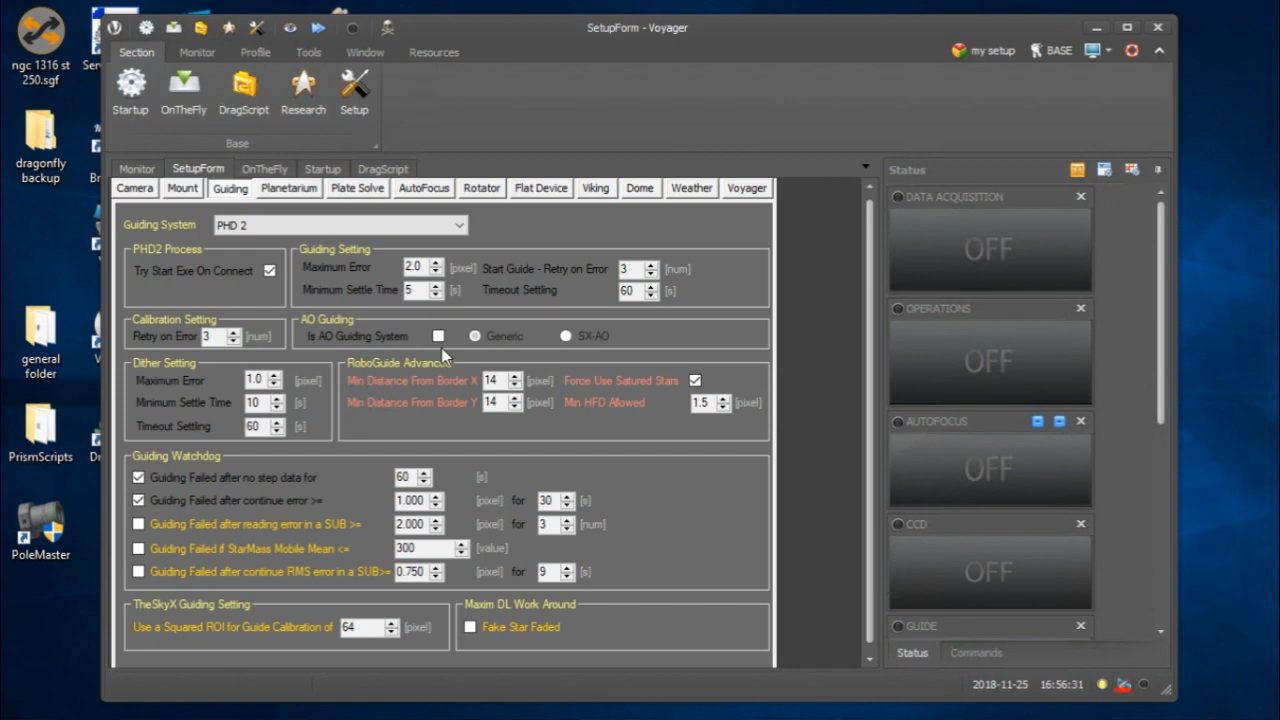 SetupForm - Voyager
Section Monitor Profile Tools Window Resources
my setup BASE
Startup OnTheFly DragScript Research Setup
Base
Monitor SetupForm OnTheFly Startup DragScript
Camera Mount Guiding Planetarium Plate Solve AutoFocus Rotator Flat Device Viking Dome Weather Voyager
Guiding System PHD 2
PHD2 Process
Try Start Exe On Connect
Guiding Setting
Maximum Error 2.0 [pixel] Start Guide - Retry on Error 3 [num]
Minimum Settle Time 5 [s] Timeout Settling 60 [s]
Calibration Setting
Retry on Error 3 [num]
AO Guiding
Is AO Guiding System Generic SX-AO
Dither Setting
Maximum Error 1.0 [pixel]
Minimum Settle Time 10 [s]
Timeout Settling 60 [s]
RoboGuide
Min Distance From Border X 14 [pixel] Force Use Satured Stars
Min Distance From Border Y 14 [pixel] Min HFD Allowed 1.5 [pixel]
Guiding Watchdog
Guiding Failed after no step data for 60 [s]
Guiding Failed after continue error >= 1.000 [pixel] for 30 [s]
Guiding Failed after reading error in a SUB >= 2.000 [pixel] for 3 [num]
Guiding Failed if StarMass Mobile Mean <= 300 [value]
Guiding Failed after continue RMS error in a SUB>= 0.750 [pixel] for 9 [s]
TheSkyX Guiding Setting
Use a Squared ROI for Guide Calibration of 64 [pixel]
Maxim DL Work Around
Fake Star Faded
Status
DATA ACQUISITION
OFF
OPERATIONS
OFF
AUTOFOCUS
OFF
CCD
OFF
GUIDE
Status Commands
2018-11-25 16:56:31
ngc 1316 st
250.sgf
dragonfly
backup
general
folder
PrismScripts
PoleMaster